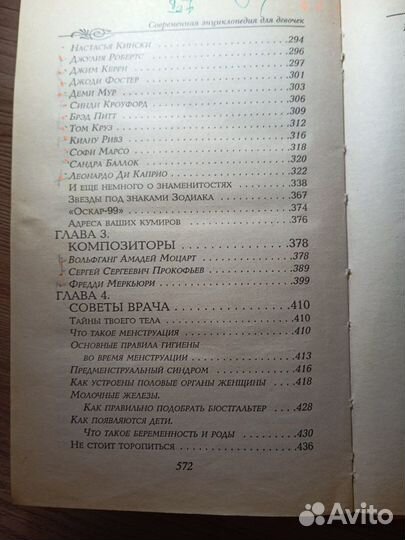 Современная энциклопедия для девочек
Настасья Кински 294
Джулия Робертс 296
Джим Керри 297
Джоди Фостер 301
Деми Мур 303
Синди Кроуфорд 306
Брэд Питт 309
Том Круз 312
Киану Ривз 316
Софи Марсо 318
Сандра Баллок 320
Леонардо Ди Каприо 322
И еще немного о знаменитостях 338
Звезды под знаками Зодиака 367
«Оскар-99» 374
Адреса ваших кумиров 376
ГЛАВА 3.
КОМПОЗИТОРЫ 378
Вольфганг Амадей Моцарт 378
Сергей Сергеевич Прокофьев 389
Фредди Меркьюри 399
ГЛАВА 4.
СОВЕТЫ ВРАЧА 410
Тайны твоего тела 410
Что такое менструация 410
Основные правила гигиены
во время менструации 413
Предменструальный синдром 416
Как устроены половые органы женщины 418
Молочные железы.
Как правильно подобрать бюстгальтер 428
Как появляются дети.
Что такое беременность и роды 430
Не стоит торопиться 436
572
Avito